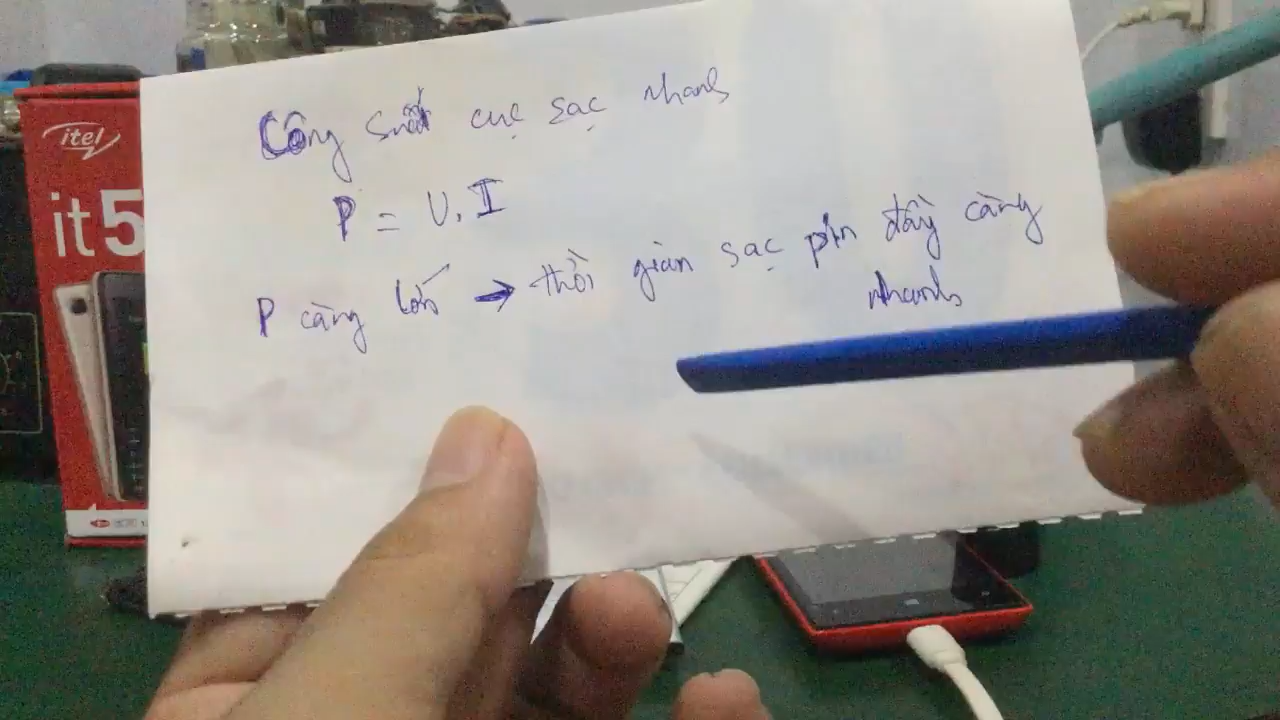 Công suất cục sạc nhanh
P = U.I
P càng lớn → thời gian sạc pin đầy càng
nhanh
itel
it5